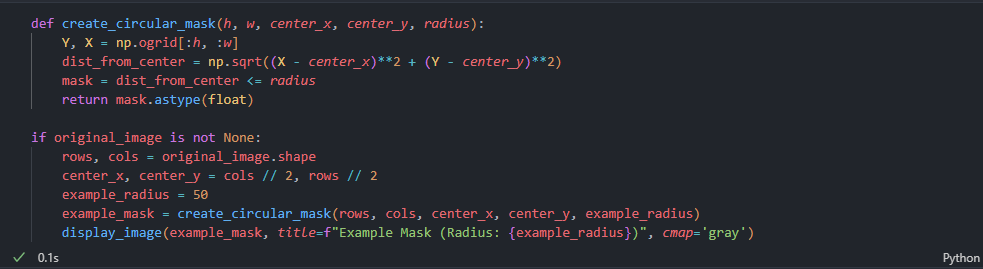 def create_circular_mask(h, w, center_x, center_y, radius):
    Y, X = np.ogrid[:h, :w]
    dist_from_center = np.sqrt((X - center_x)**2 + (Y - center_y)**2)
    mask = dist_from_center <= radius
    return mask.astype(float)

if original_image is not None:
    rows, cols = original_image.shape
    center_x, center_y = cols // 2, rows // 2
    example_radius = 50
    example_mask = create_circular_mask(rows, cols, center_x, center_y, example_radius)
    display_image(example_mask, title=f"Example Mask (Radius: {example_radius})", cmap='gray')
✓ 0.1s Python